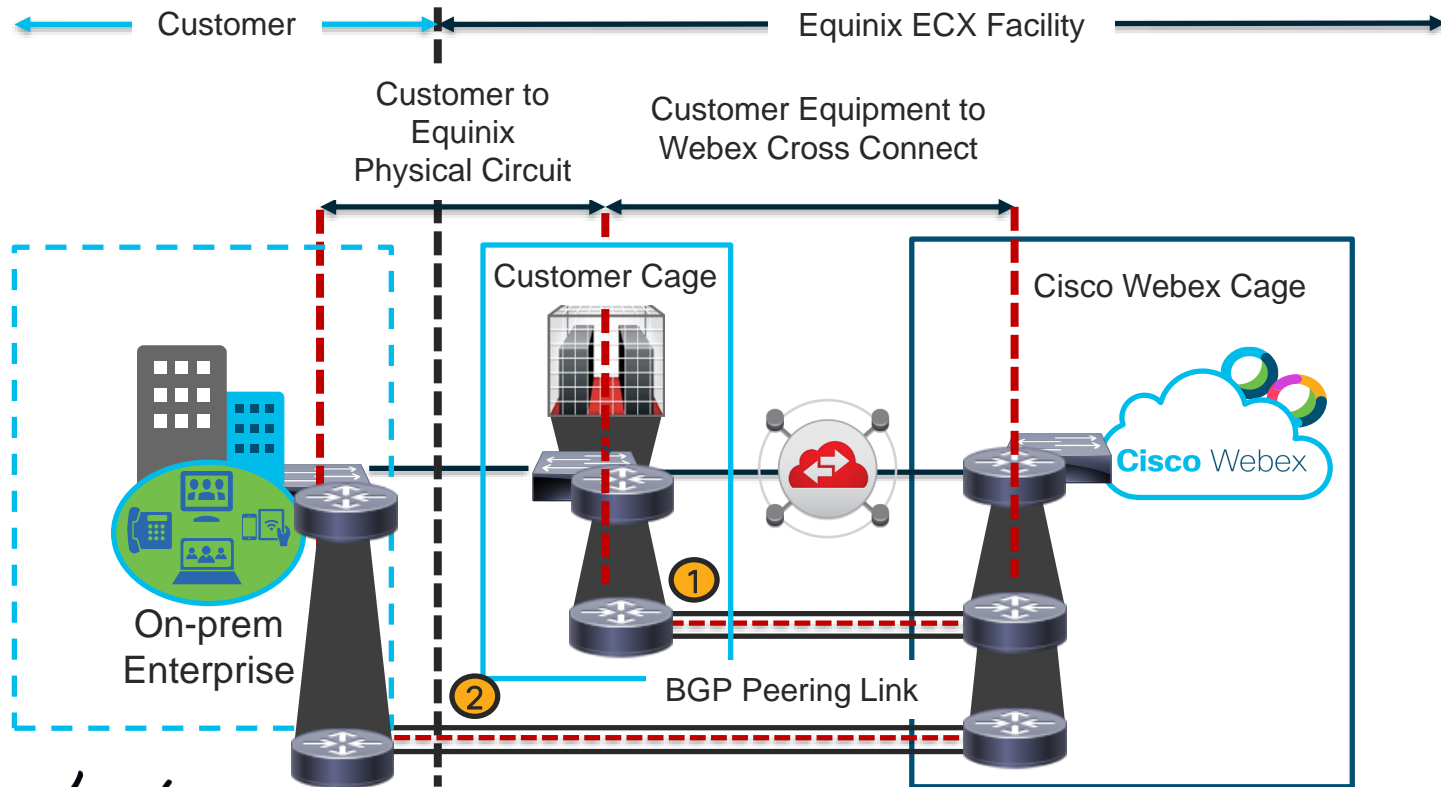 Customer
Equinix ECX Facility
Customer to
Equinix
Physical Circuit
Customer Equipment to
Webex Cross Connect
Customer Cage
Cisco Webex Cage
Cisco Webex
1
On-prem
Enterprise
2
BGP Peering Link